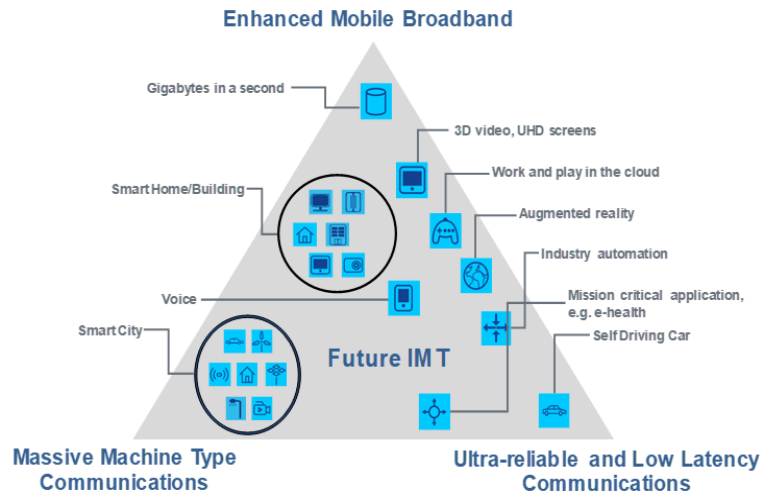 Enhanced Mobile Broadband
Gigabytes in a second
3D video, UHD screens
Work and play in the cloud
Smart Home/Building
Augmented reality
Industry automation
Voice
Mission critical application,
e.g. e-health
Smart City
Self Driving Car
Future IMT
Massive Machine Type
Communications
Ultra-reliable and Low Latency
Communications